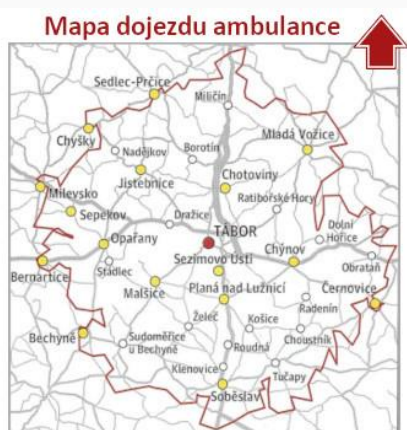 Mapa dojezdu ambulance
Sedlec-Prčice
Miličín
Chyšky
Mladá Vožice
Nadějkov
Borotín
Jistebnice
Chotoviny
Milevsko
Sepekov
Ratibořské Hory
Dražice
Opařany
TÁBOR
Dolní
Hořice
Stádlec
Sezimovo Ústí
Chýnov
Obrataň
Bernartice
Malšice
Planá nad Lužnicí
Černovice
Radenín
Želeč
Košice
Choustník
Bechyně
Sudoměřice
u Bechyně
Roudná
Klenovice
Tučapy
Soběslav